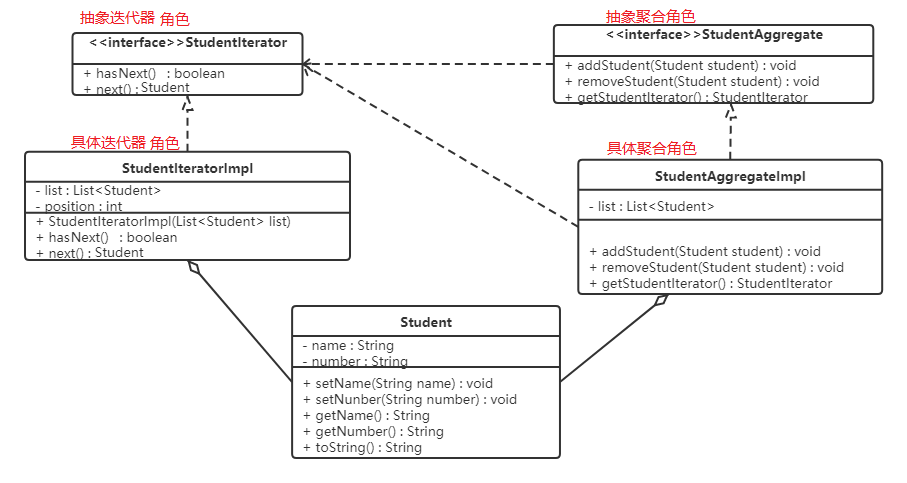 抽象迭代器 角色
<<interface>>StudentIterator
+ hasNext() : boolean
+ next() : Student
抽象聚合角色
<<interface>>StudentAggregate
+ addStudent(Student student) : void
+ removeStudent(Student student) : void
+ getStudentIterator() : StudentIterator
具体迭代器 角色
StudentIteratorImpl
- list : List<Student>
- position : int
+ StudentIteratorImpl(List<Student> list)
+ hasNext() : boolean
+ next() : Student
具体聚合角色
StudentAggregateImpl
- list : List<Student>
+ addStudent(Student student) : void
+ removeStudent(Student student) : void
+ getStudentIterator() : StudentIterator
Student
- name : String
- number : String
+ setName(String name) : void
+ setNunber(String number) : void
+ getName() : String
+ getNumber() : String
+ toString() : String